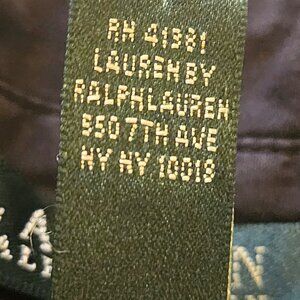 RN 41381
LAUREN BY
RALPH LAUREN
550 7TH AVE
NY NY 10018